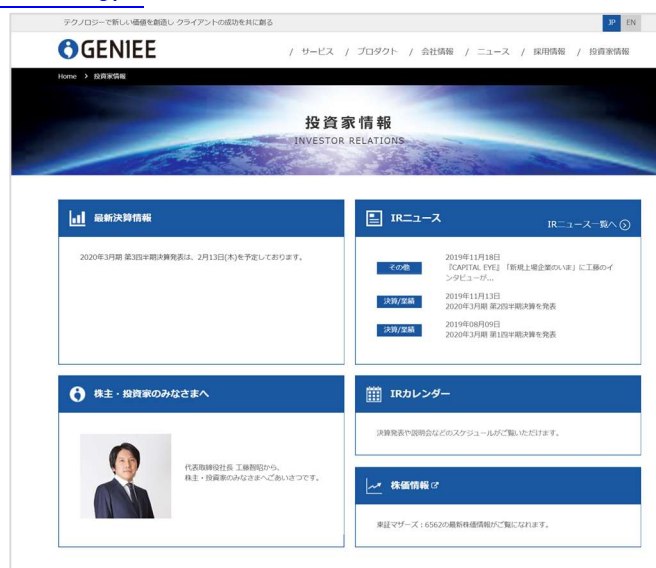 テクノロジーで新しい価値を創造し クライアントの成功を共に創る
JP EN
GENIEE
/ サービス / プロダクト / 会社情報 / ニュース / 採用情報 / 投資家情報
Home > 投資家情報
投資家情報
INVESTOR RELATIONS
最新決算情報
2020年3月期 第3四半期決算発表は、2月13日(木)を予定しております。
IRニュース
IRニュース一覧へ
その他
2019年11月18日
『CAPITAL EYE』「新規上場企業のいま」に工藤のイ
ンタビューが...
決算/業績
2019年11月13日
2020年3月期 第2四半期決算を発表
決算/業績
2019年08月09日
2020年3月期 第1四半期決算を発表
株主・投資家のみなさまへ
代表取締役社長 工藤智昭から、
株主・投資家のみなさまへごあいさつです。
IRカレンダー
決算発表や説明会などのスケジュールがご覧いただけます。
株価情報
東証マザーズ：6562の最新株価情報がご覧になれます。